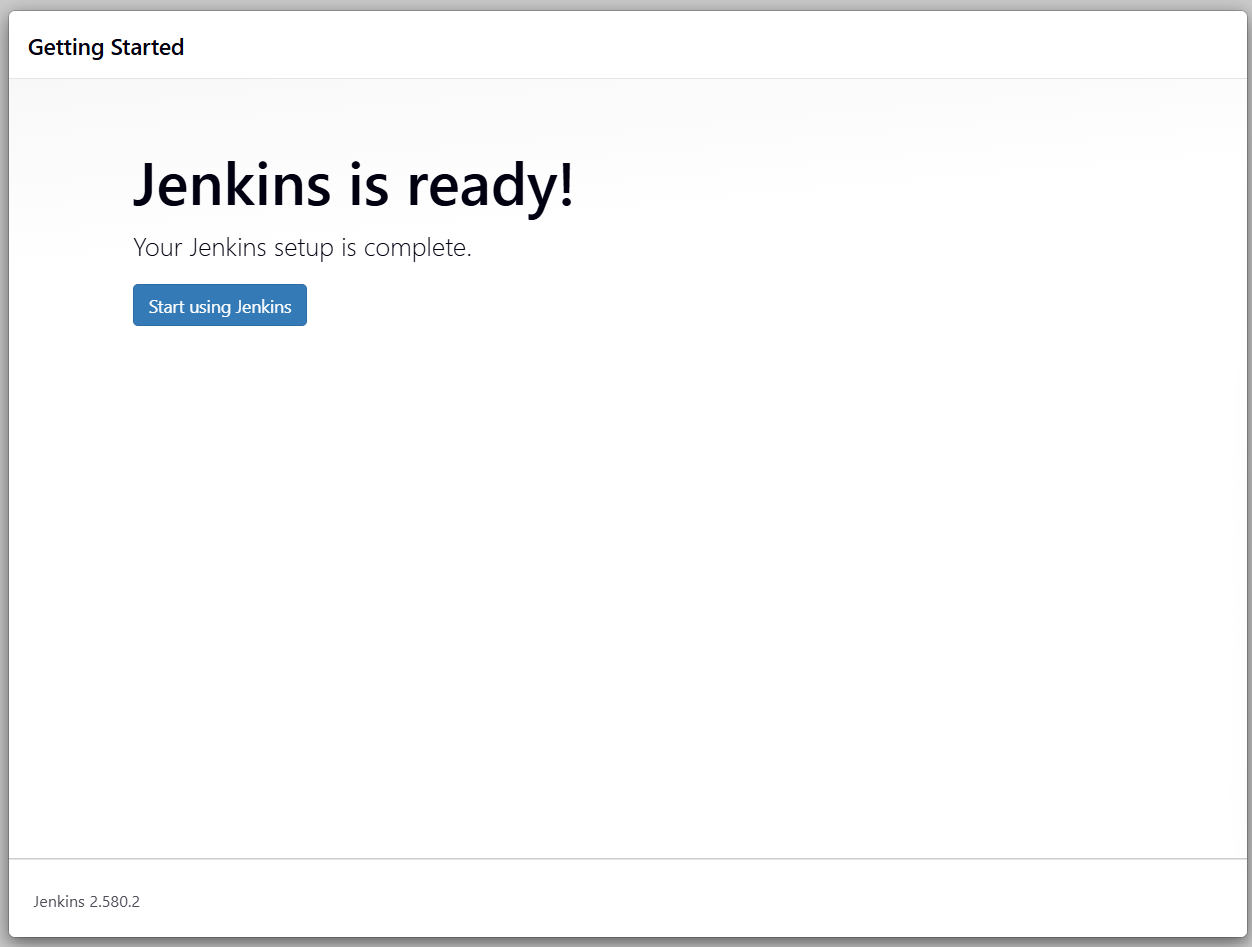 Getting Started
Jenkins is ready!
Your Jenkins setup is complete.
Start using Jenkins
Jenkins 2.580.2